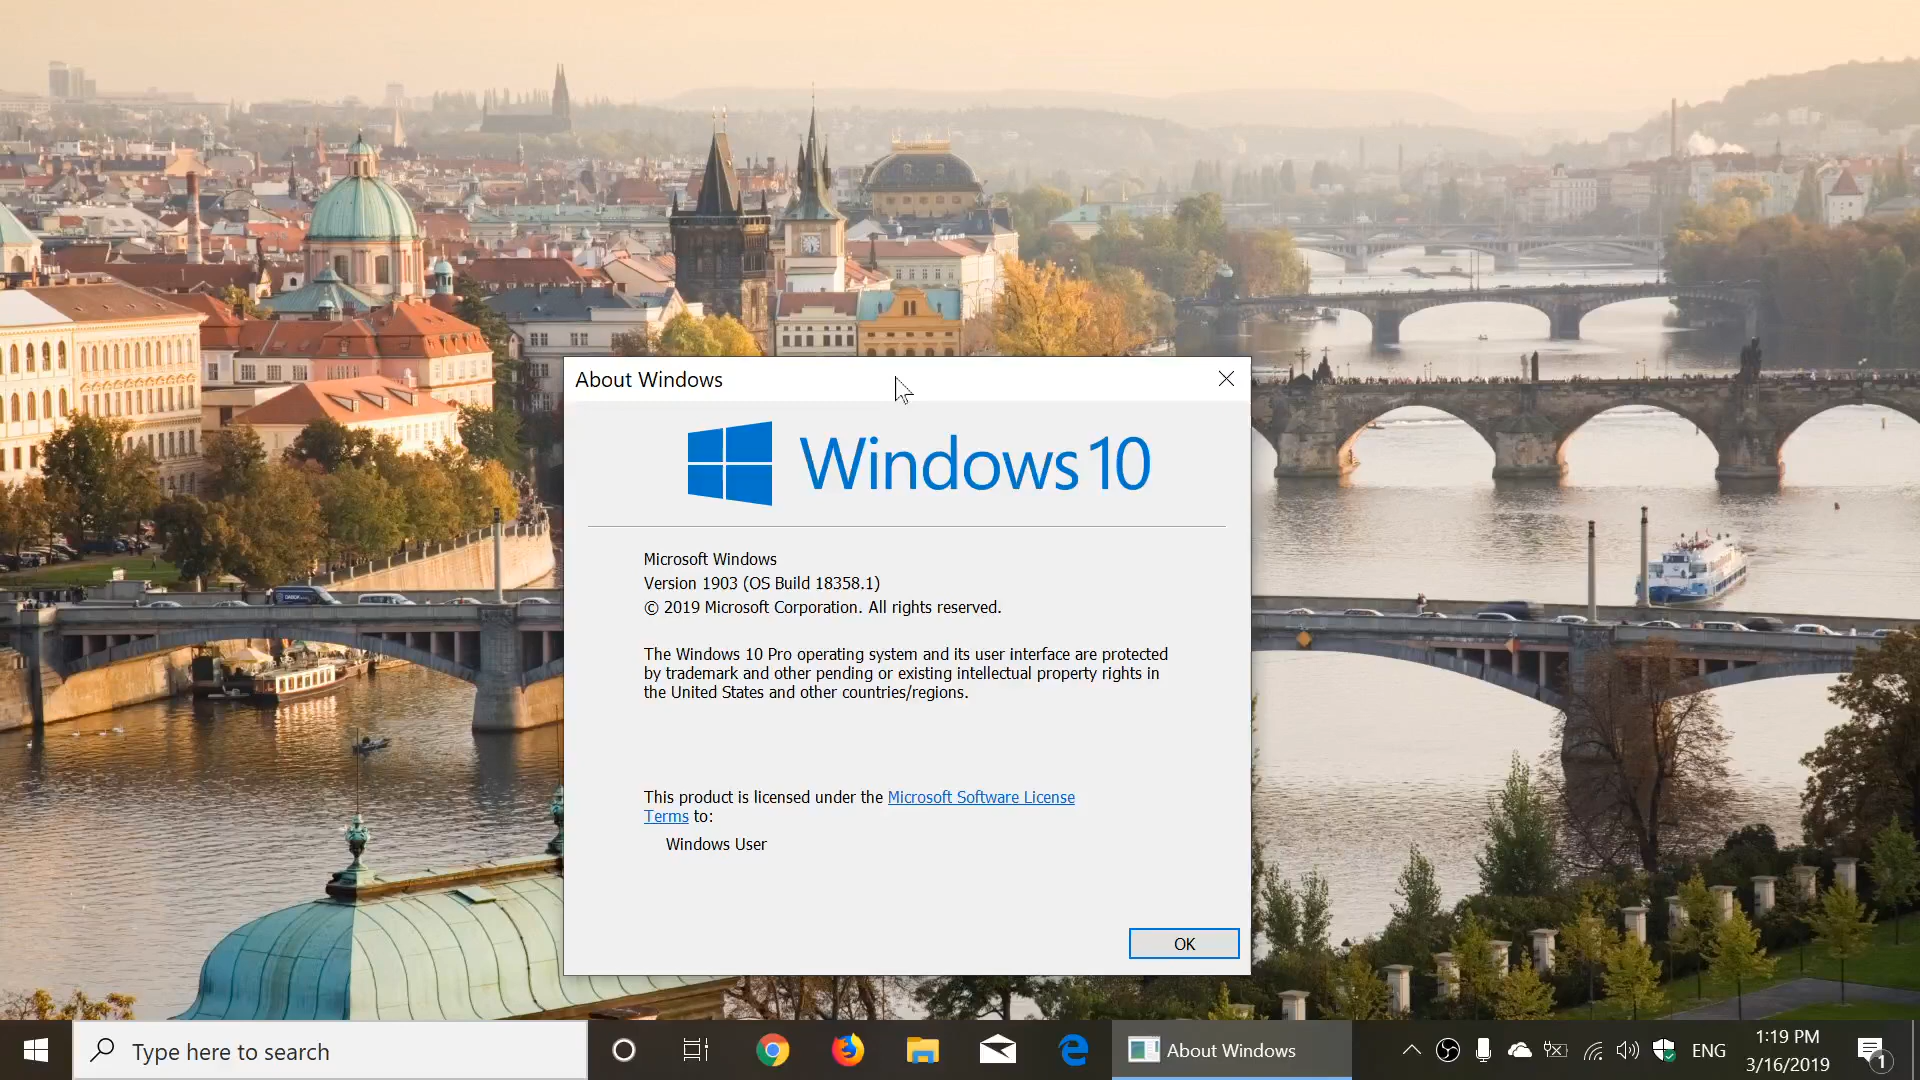 About Windows
Windows 10
Microsoft Windows
Version 1903 (OS Build 18358.1)
© 2019 Microsoft Corporation. All rights reserved.
The Windows 10 Pro operating system and its user interface are protected
by trademark and other pending or existing intellectual property rights in
the United States and other countries/regions.
This product is licensed under the Microsoft Software License
Terms to:
Windows User
OK
Type here to search
About Windows
ENG
1:19 PM
3/16/2019
1